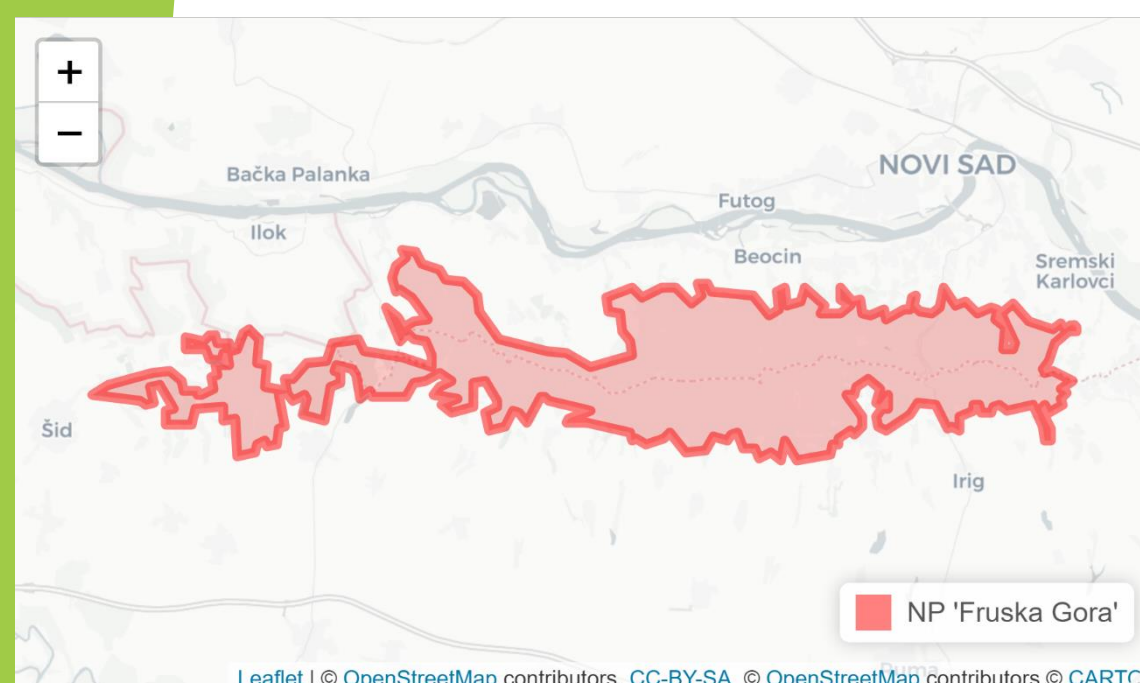 +
−
NOVI SAD
Bačka Palanka
Futog
Ilok
Beocin
Sremski
Karlovci
Šid
Irig
NP 'Fruska Gora'
Ruma
Leaflet | © OpenStreetMap contributors, CC-BY-SA, © OpenStreetMap contributors © CARTO